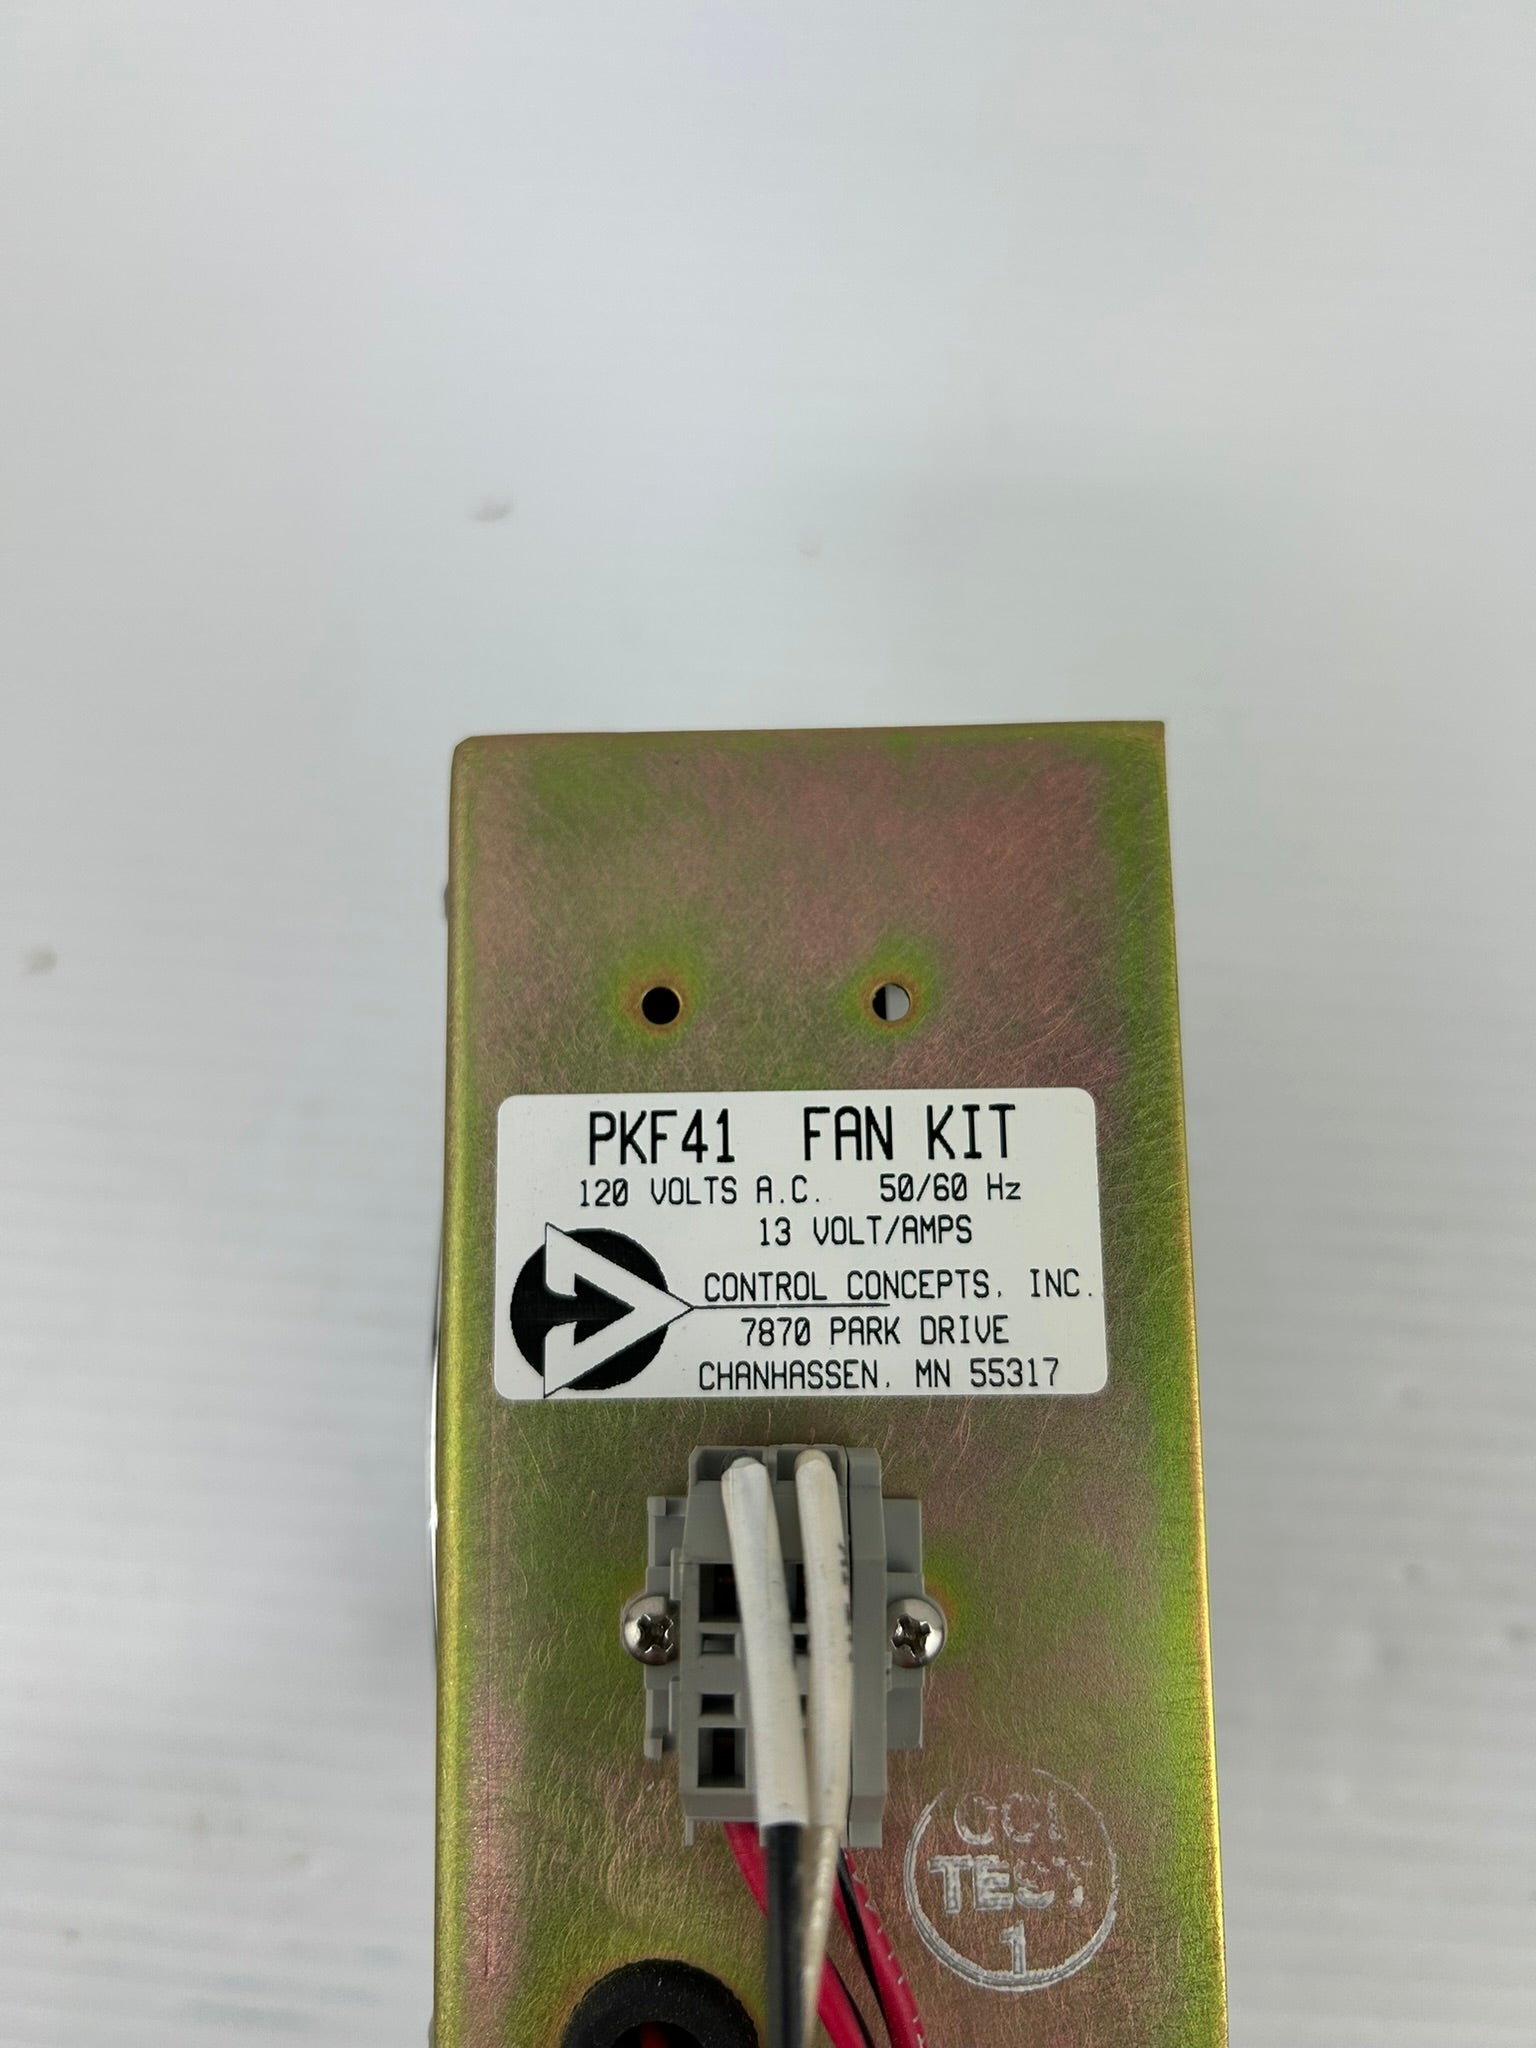 PKF41 FAN KIT
120 VOLTS A.C. 50/60 Hz
13 VOLT/AMPS
CONTROL CONCEPTS, INC.
7870 PARK DRIVE
CHANHASSEN, MN 55317
CCI
TEST
1